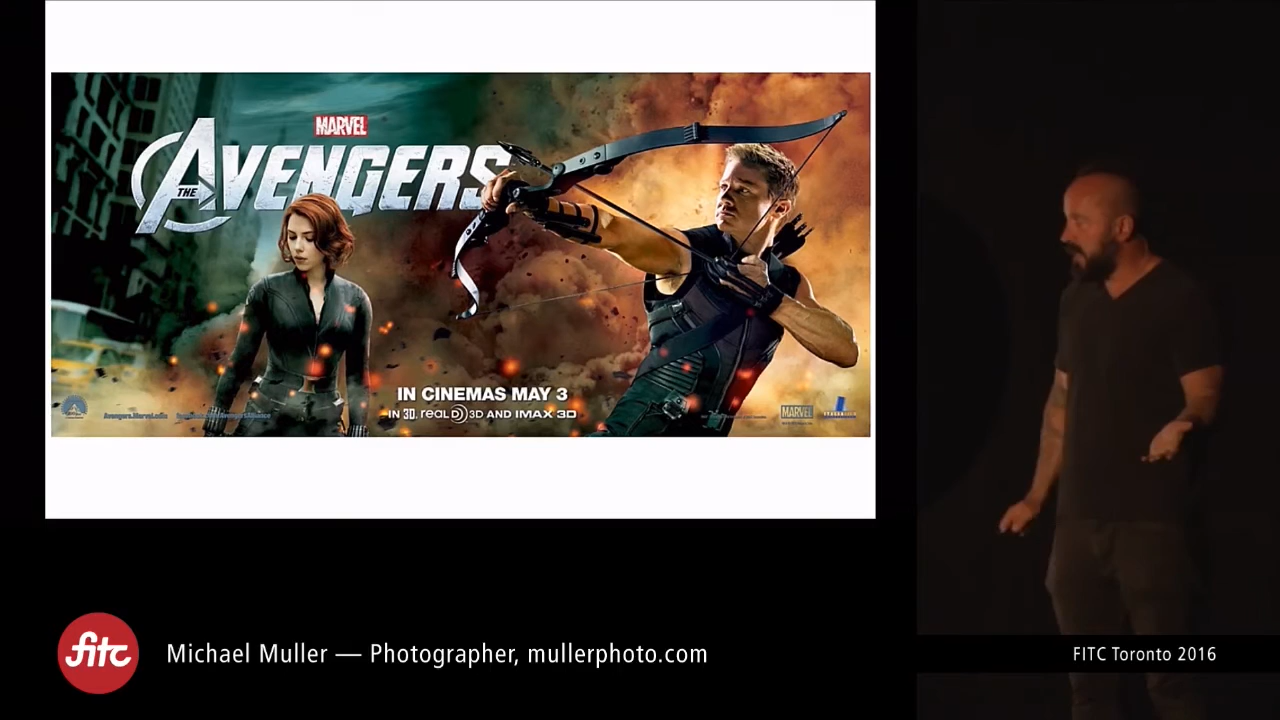 MARVEL
THE AVENGERS
IN CINEMAS MAY 3
IN 3D, REAL D 3D AND IMAX 3D
MARVEL
fitc
Michael Muller — Photographer, mullerphoto.com
FITC Toronto 2016